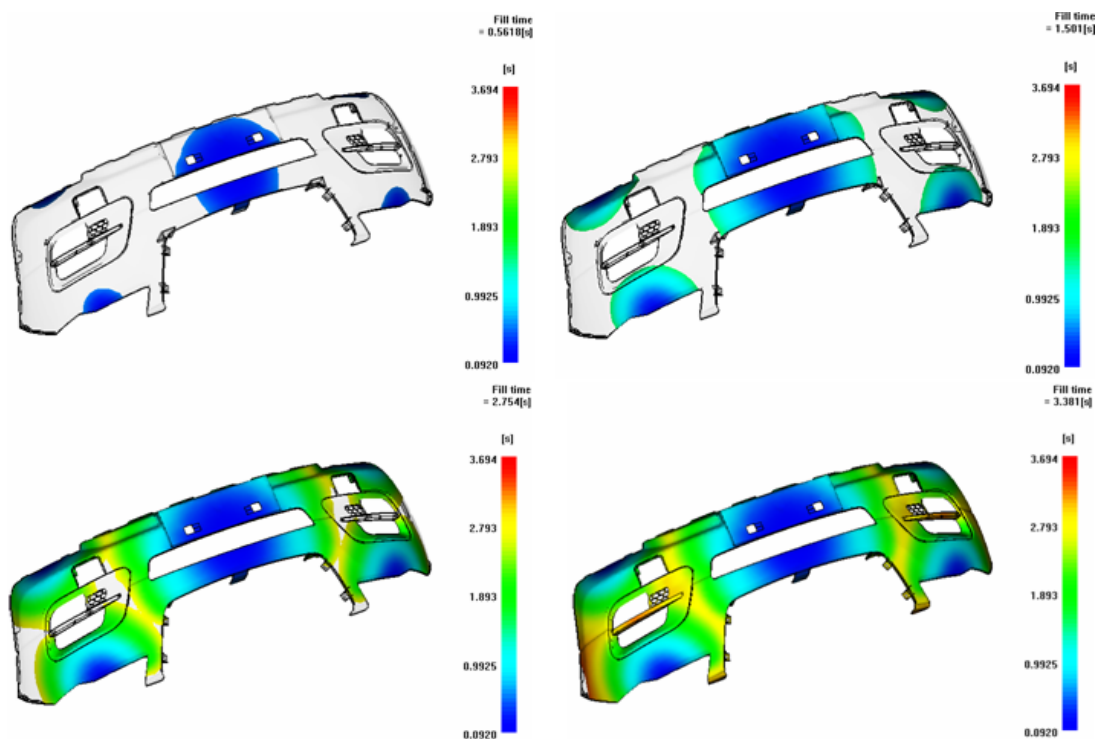 Fill time
= 0.5618[s]
[s]
3.694
2.793
1.893
0.9925
0.0920
Fill time
= 1.501[s]
[s]
3.694
2.793
1.893
0.9925
0.0920
Fill time
= 2.754[s]
[s]
3.694
2.793
1.893
0.9925
0.0920
Fill time
= 3.381[s]
[s]
3.694
2.793
1.893
0.9925
0.0920